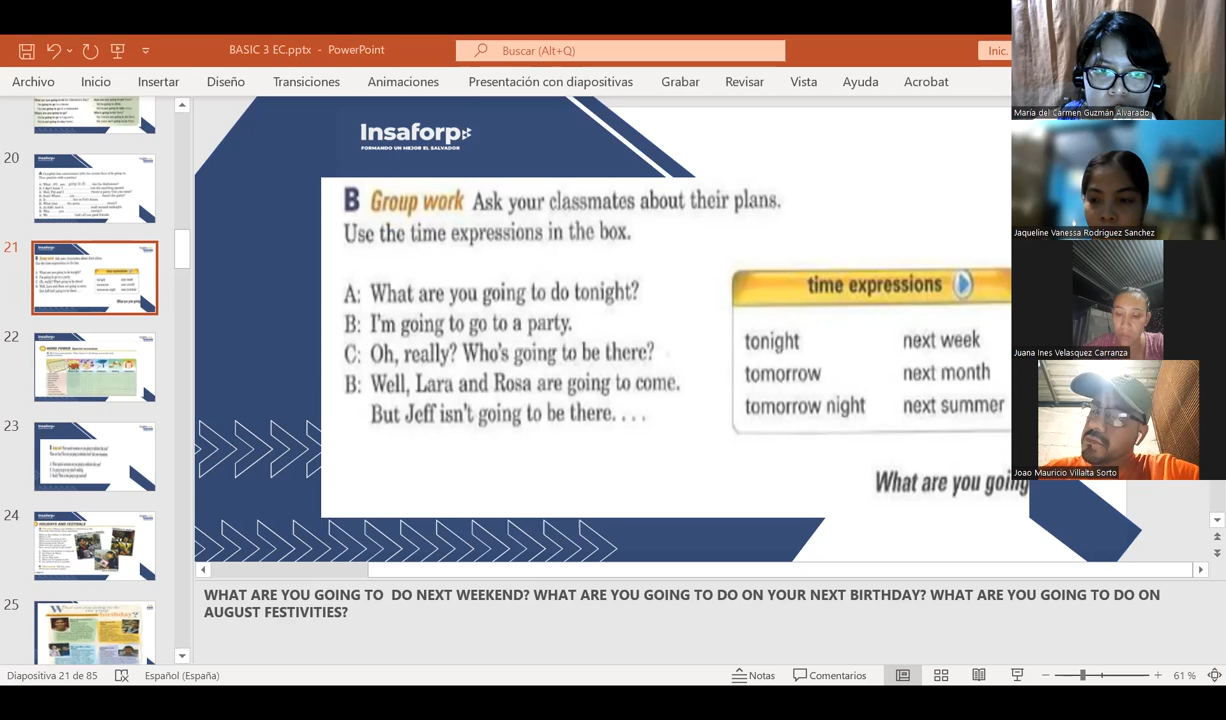 BASIC 3 EC.pptx - PowerPoint
Buscar (Alt+Q)
Inic.
Archivo Inicio Insertar Diseño Transiciones Animaciones Presentación con diapositivas Grabar Revisar Vista Ayuda Acrobat
20
21
22
23
24
25
Insaforp
FORMANDO UN MEJOR EL SALVADOR
B Group work Ask your classmates about their plans.
Use the time expressions in the box.
A: What are you going to do tonight?
B: I'm going to go to a party.
C: Oh, really? Who's going to be there?
B: Well, Lara and Rosa are going to come.
But Jeff isn't going to be there. . . .
time expressions
tonight next week
tomorrow next month
tomorrow night next summer
What are you going
María del Carmen Guzmán Alvarado
Jaqueline Vanessa Rodriguez Sanchez
Juana Ines Velasquez Carranza
Joao Mauricio Villalta Sorto
WHAT ARE YOU GOING TO DO NEXT WEEKEND? WHAT ARE YOU GOING TO DO ON YOUR NEXT BIRTHDAY? WHAT ARE YOU GOING TO DO ON
AUGUST FESTIVITIES?
Diapositiva 21 de 85 Español (España) Notas Comentarios 61 %